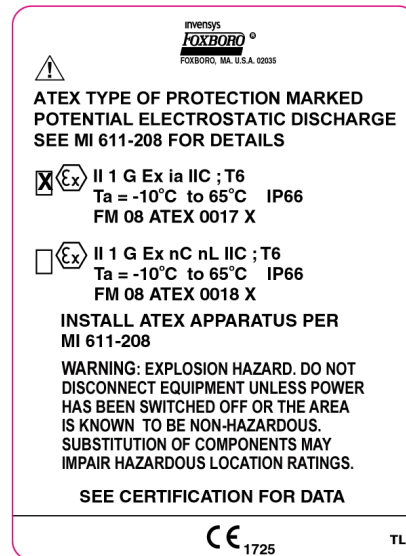 invensys
FOXBORO ®
FOXBORO, MA. U.S.A. 02035
ATEX TYPE OF PROTECTION MARKED
POTENTIAL ELECTROSTATIC DISCHARGE
SEE MI 611-208 FOR DETAILS
X Ex II 1 G Ex ia IIC ; T6
Ta = -10°C to 65°C IP66
FM 08 ATEX 0017 X
Ex II 1 G Ex nC nL IIC ; T6
Ta = -10°C to 65°C IP66
FM 08 ATEX 0018 X
INSTALL ATEX APPARATUS PER
MI 611-208
WARNING: EXPLOSION HAZARD. DO NOT
DISCONNECT EQUIPMENT UNLESS POWER
HAS BEEN SWITCHED OFF OR THE AREA
IS KNOWN TO BE NON-HAZARDOUS.
SUBSTITUTION OF COMPONENTS MAY
IMPAIR HAZARDOUS LOCATION RATINGS.
SEE CERTIFICATION FOR DATA
CE 1725
TL